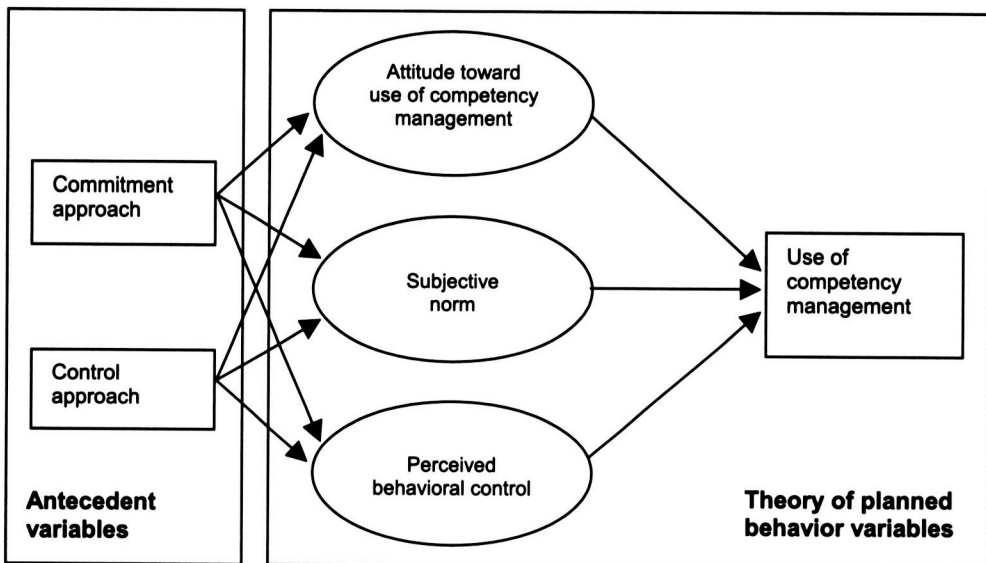 Commitment
approach
Control
approach
Antecedent
variables
Attitude toward
use of competency
management
Subjective
norm
Perceived
behavioral control
Use of
competency
management
Theory of planned
behavior variables